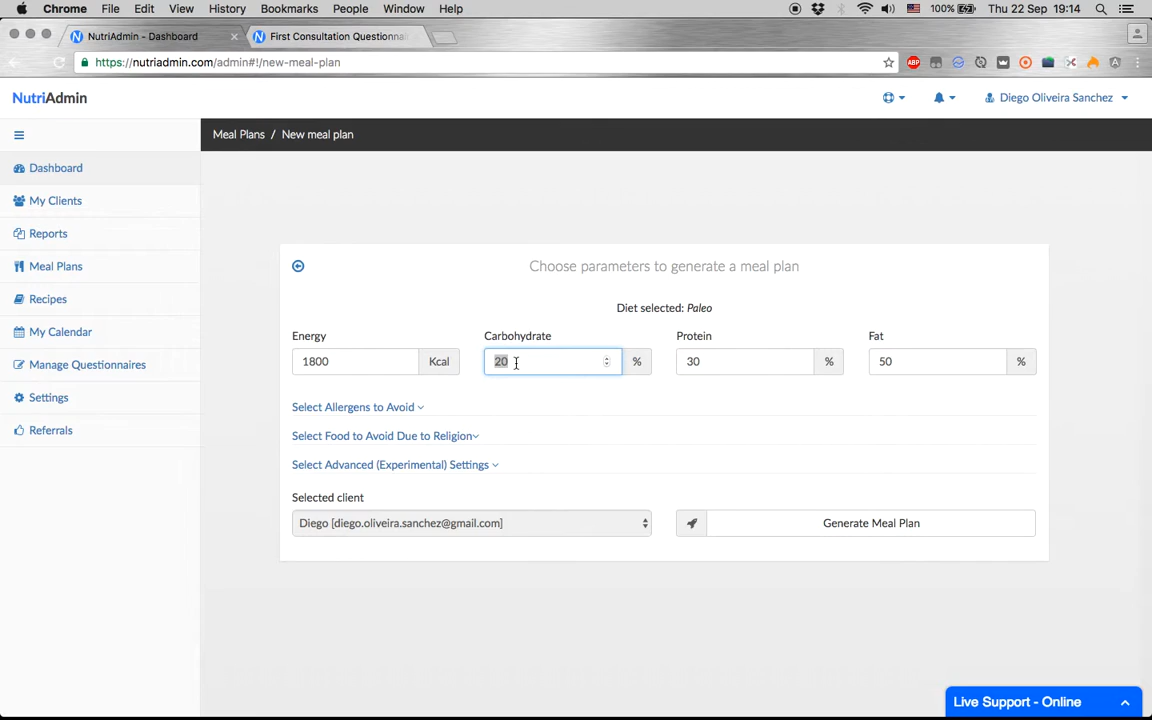 Chrome File Edit View History Bookmarks People Window Help 100% Thu 22 Sep 19:14
NutriAdmin - Dashboard First Consultation Questionnai
https://nutriadmin.com/admin#!/new-meal-plan
ABP
NutriAdmin
Diego Oliveira Sanchez
Meal Plans / New meal plan
Dashboard
My Clients
Reports
Meal Plans
Recipes
My Calendar
Manage Questionnaires
Settings
Referrals
Choose parameters to generate a meal plan
Diet selected: Paleo
Energy Carbohydrate Protein Fat
1800 Kcal 20 % 30 % 50 %
Select Allergens to Avoid
Select Food to Avoid Due to Religion
Select Advanced (Experimental) Settings
Selected client
Diego [diego.oliveira.sanchez@gmail.com] Generate Meal Plan
Live Support - Online